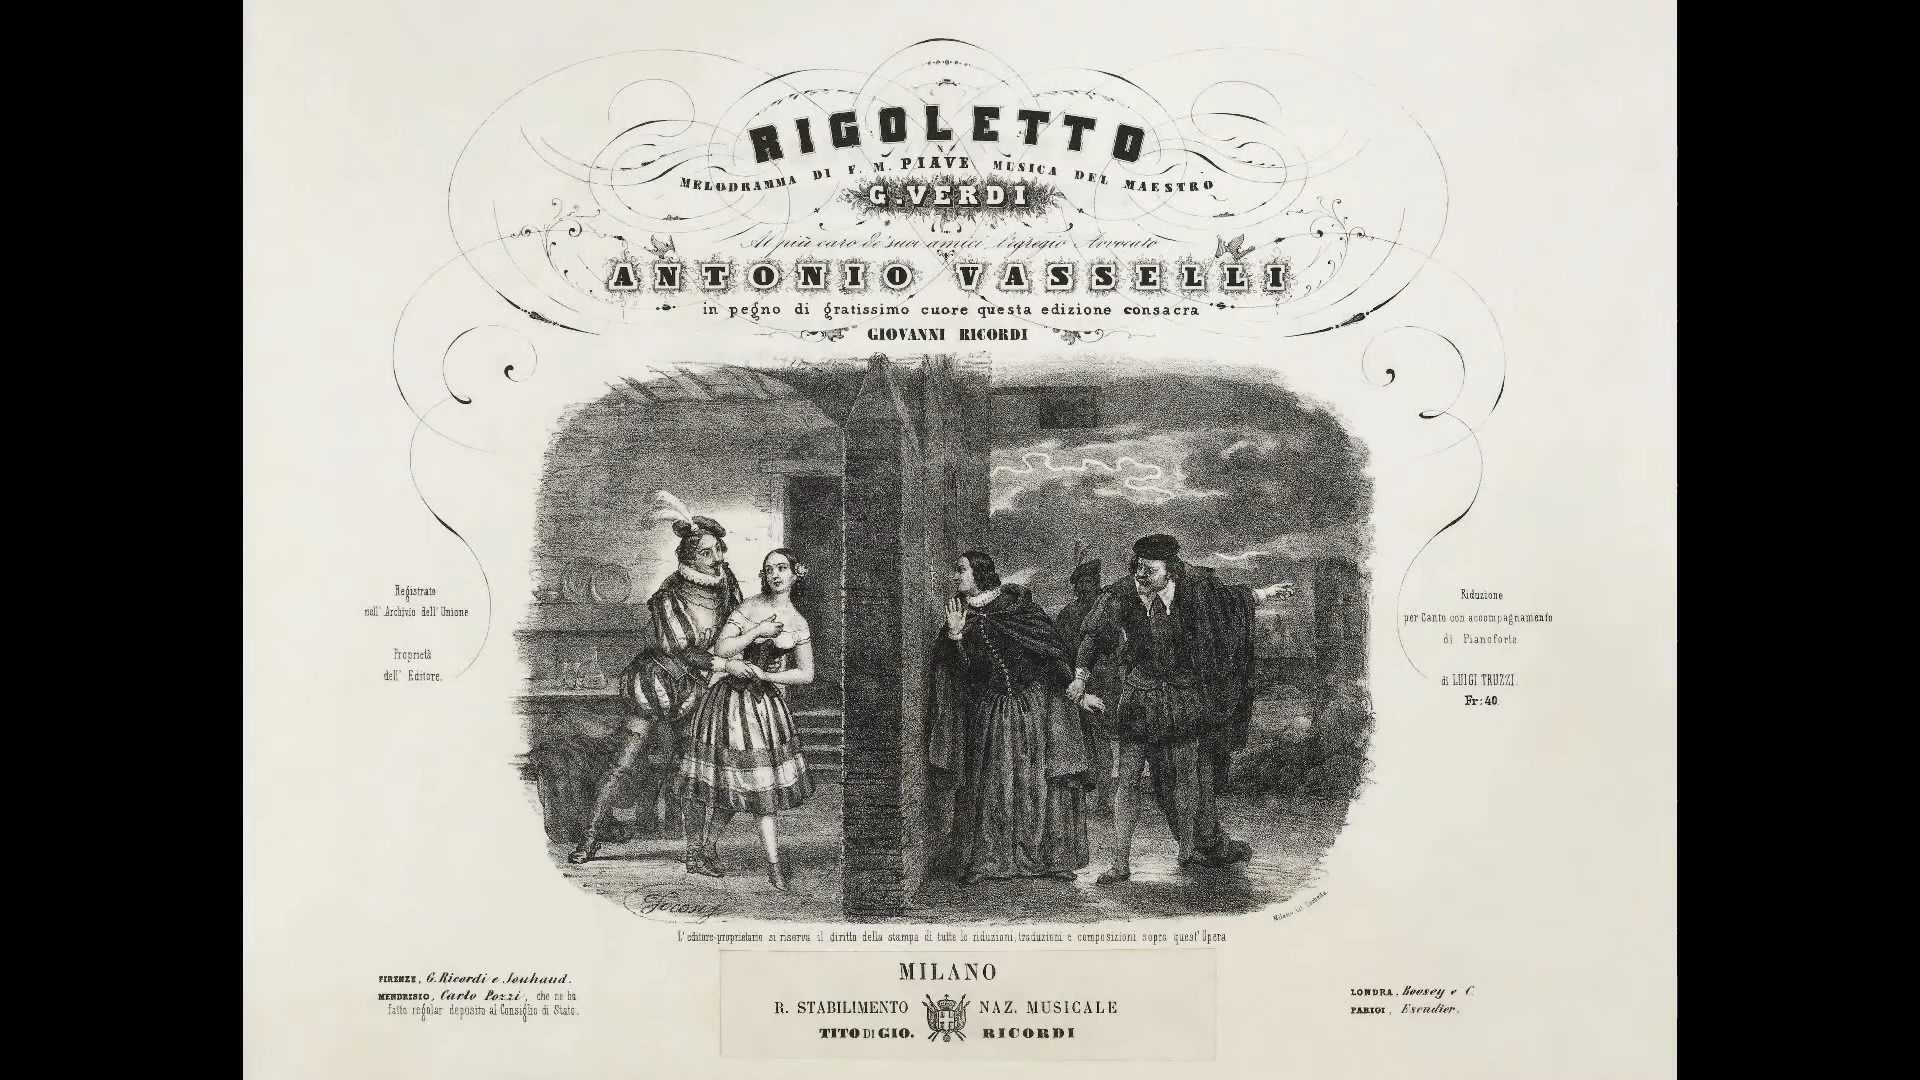 RIGOLETTO
MELODRAMMA DI F. M. PIAVE MUSICA DEL MAESTRO
G. VERDI
Al più caro de' suoi amici, l'egregio Avvocato
ANTONIO VASSELLI
in pegno di gratissimo cuore questa edizione consacra
GIOVANNI RICORDI
Registrato
nell' Archivio dell' Unione
Proprietà
dell' Editore.
Riduzione
per Canto con accompagnamento
di Pianoforte
di LUIGI TRUZZI.
Fr: 40
L' editore-proprietario si riserva il diritto della stampa di tutte le riduzioni, traduzioni e composizioni sopra quest' Opera
MILANO
R. STABILIMENTO NAZ. MUSICALE
TITO DI GIO. RICORDI
FIRENZE, G. Ricordi e Jouhaud.
MENDRISIO, Carlo Pozzi, che ne ha
fatto regolar deposito al Consiglio di Stato.
LONDRA, Boosey e C.
PARIGI, Escudier.